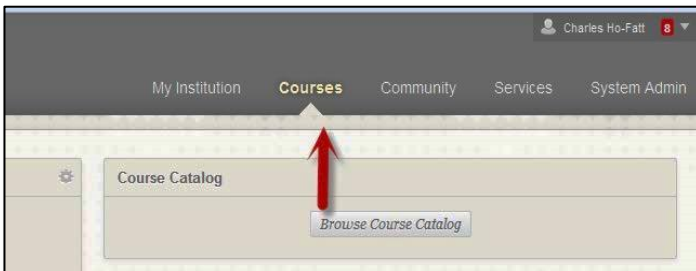 Charles Ho-Fatt 8
My Institution Courses Community Services System Admin
Course Catalog
Browse Course Catalog